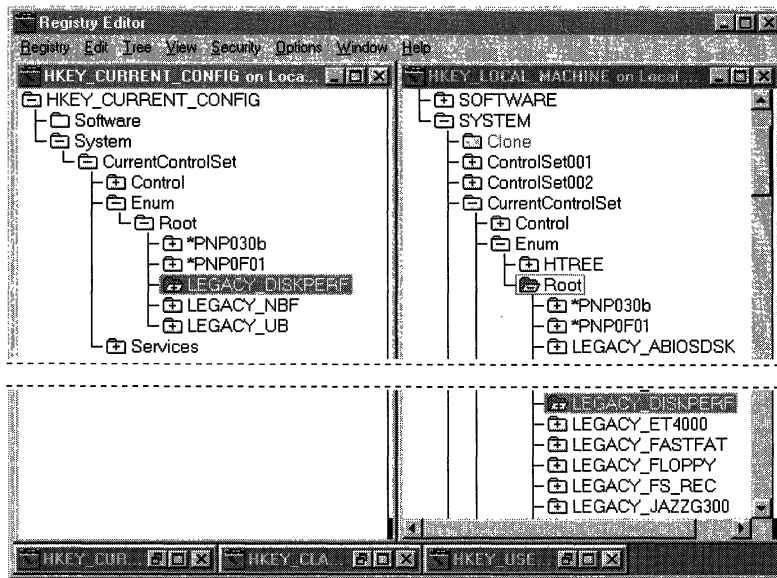 Registry Editor
Registry Edit Tree View Security Options Window Help
HKEY_CURRENT_CONFIG on Loca...
HKEY_CURRENT_CONFIG
Software
System
CurrentControlSet
Control
Enum
Root
*PNP030b
*PNP0F01
LEGACY_DISKPERF
LEGACY_NBF
LEGACY_UB
Services
HKEY_LOCAL_MACHINE on Local
SOFTWARE
SYSTEM
Clone
ControlSet001
ControlSet002
CurrentControlSet
Control
Enum
HTREE
Root
*PNP030b
*PNP0F01
LEGACY_ABIOSDSK
LEGACY_DISKPERF
LEGACY_ET4000
LEGACY_FASTFAT
LEGACY_FLOPPY
LEGACY_FS_REC
LEGACY_JAZZG300
HKEY_CUR... HKEY_CLA... HKEY_USE...